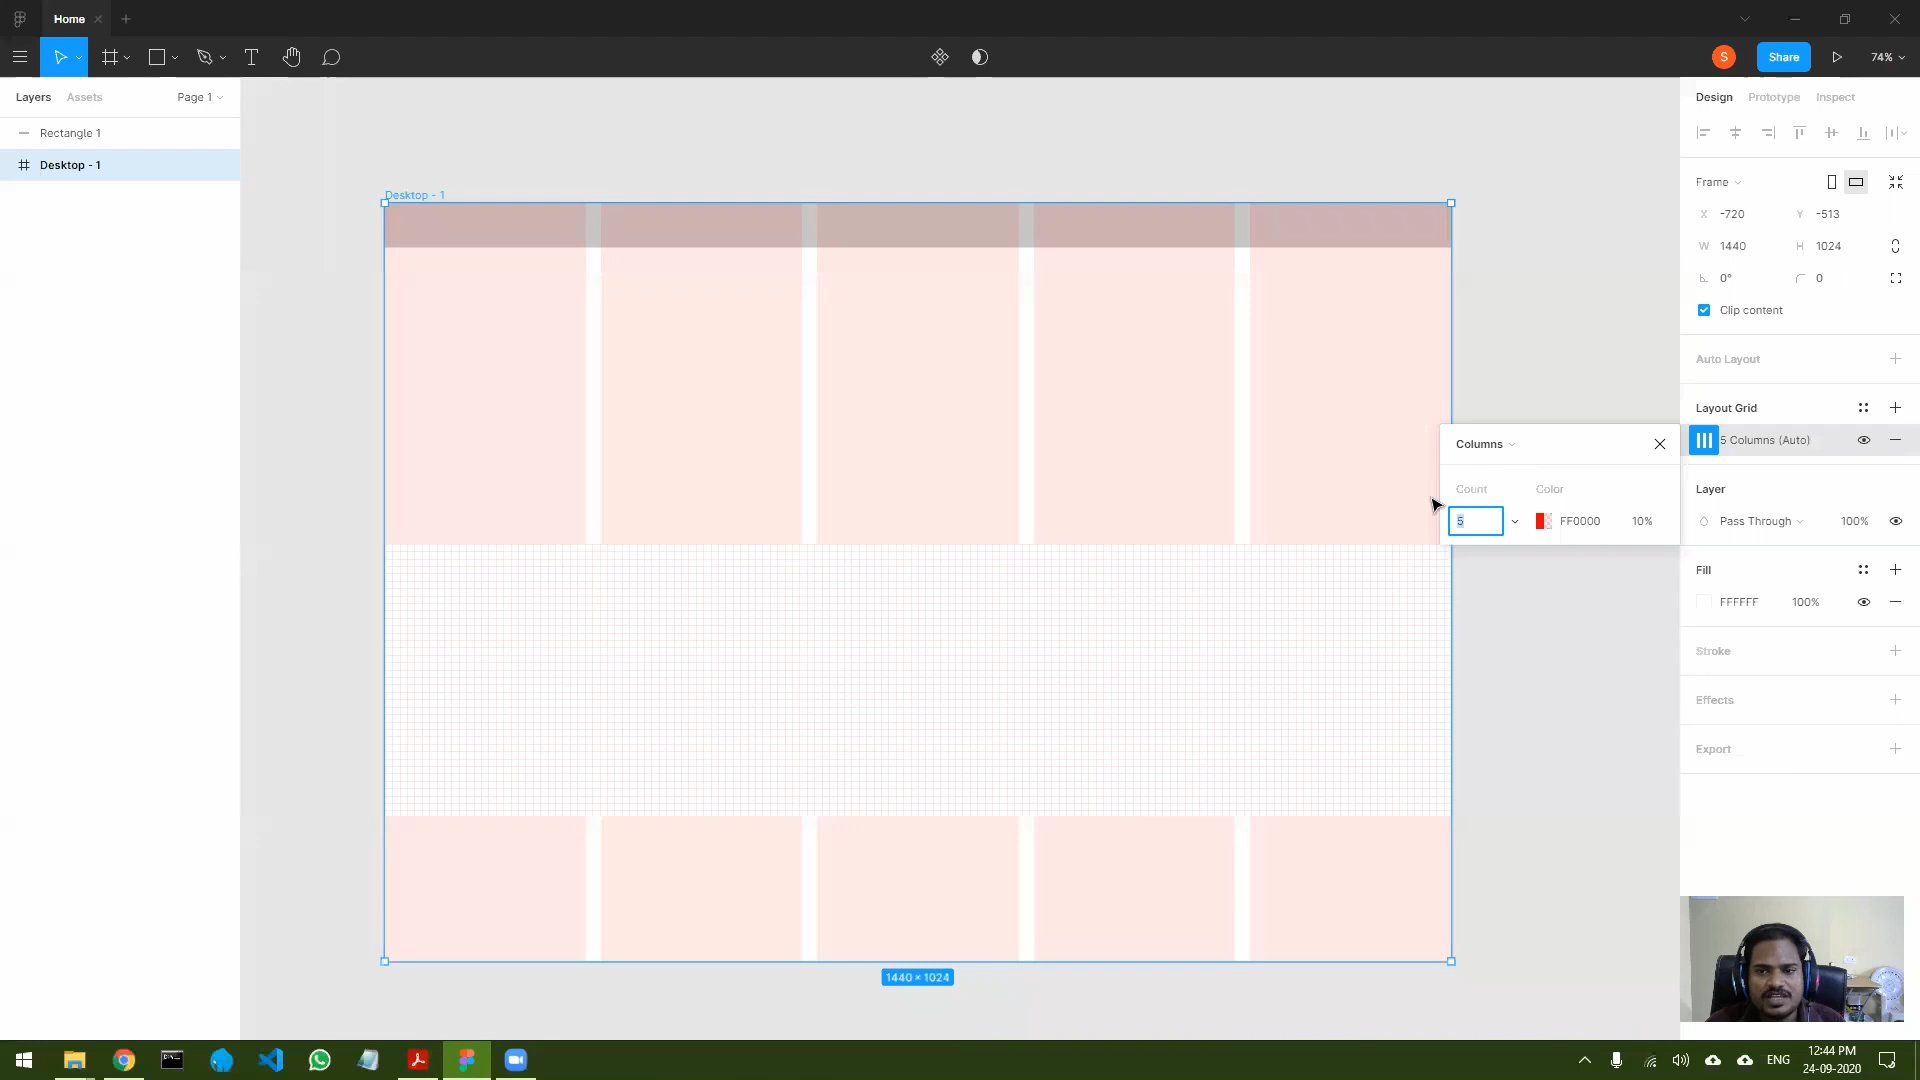 Home
S
Share
74%
Layers
Assets
Page 1
Design
Prototype
Inspect
Rectangle 1
Desktop - 1
Desktop - 1
Frame
X
-720
Y
-513
W
1440
H
1024
0°
0
Clip content
Auto Layout
Layout Grid
5 Columns (Auto)
Columns
Count
Color
5
FF0000
10%
Layer
Pass Through
100%
Fill
FFFFFF
100%
Stroke
Effects
Export
1440 × 1024
ENG
12:44 PM
24-09-2020